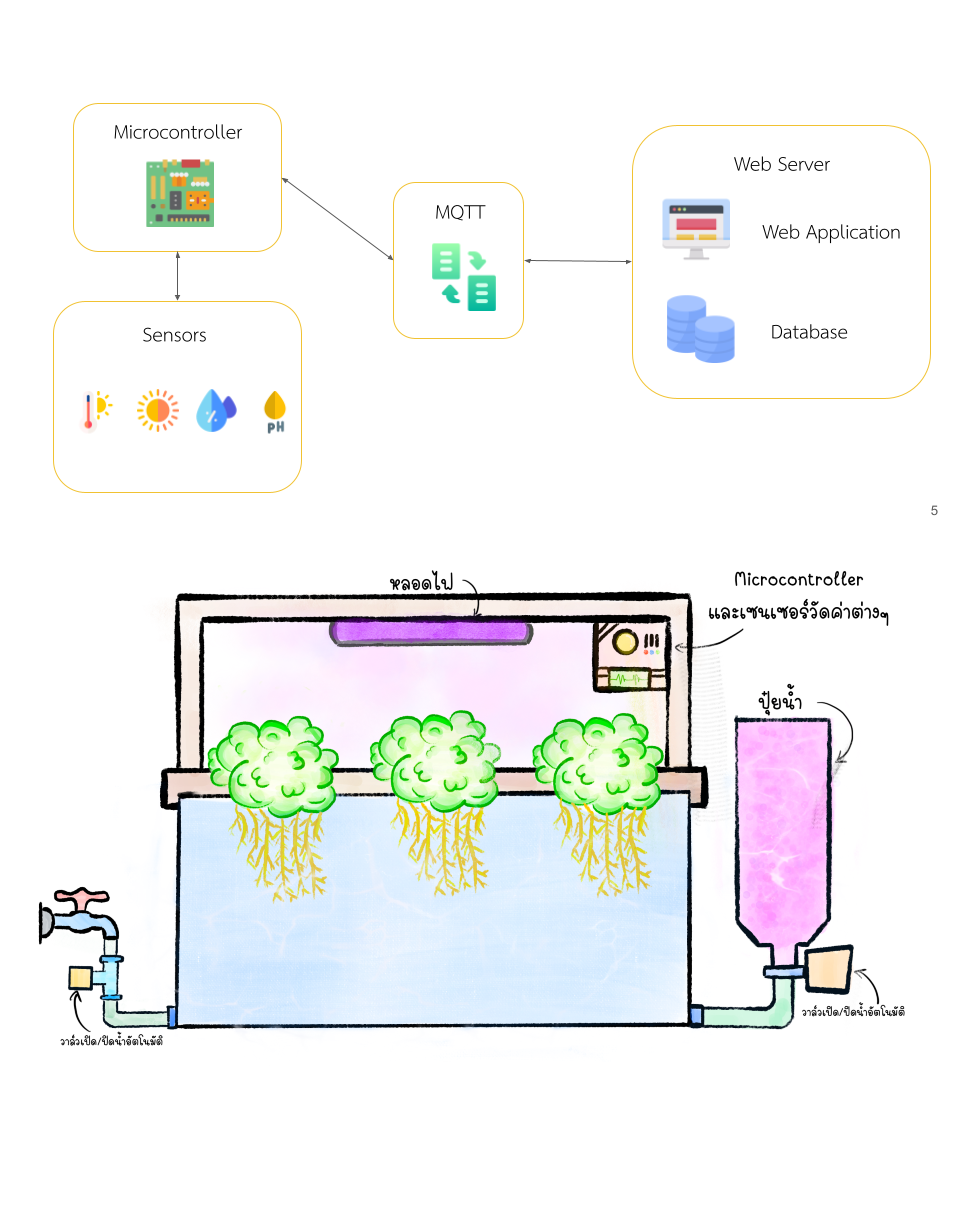 Microcontroller
Web Server
MQTT
Web Application
Sensors
Database
PH
5
หลอดไฟ
Microcontroller
และเซนเซอร์วัดค่าต่างๆ
ปุ๋ยน้ำ
วาล์วเปิด/ปิดน้ำอัตโนมัติ
วาล์วเปิด/ปิดน้ำอัตโนมัติ